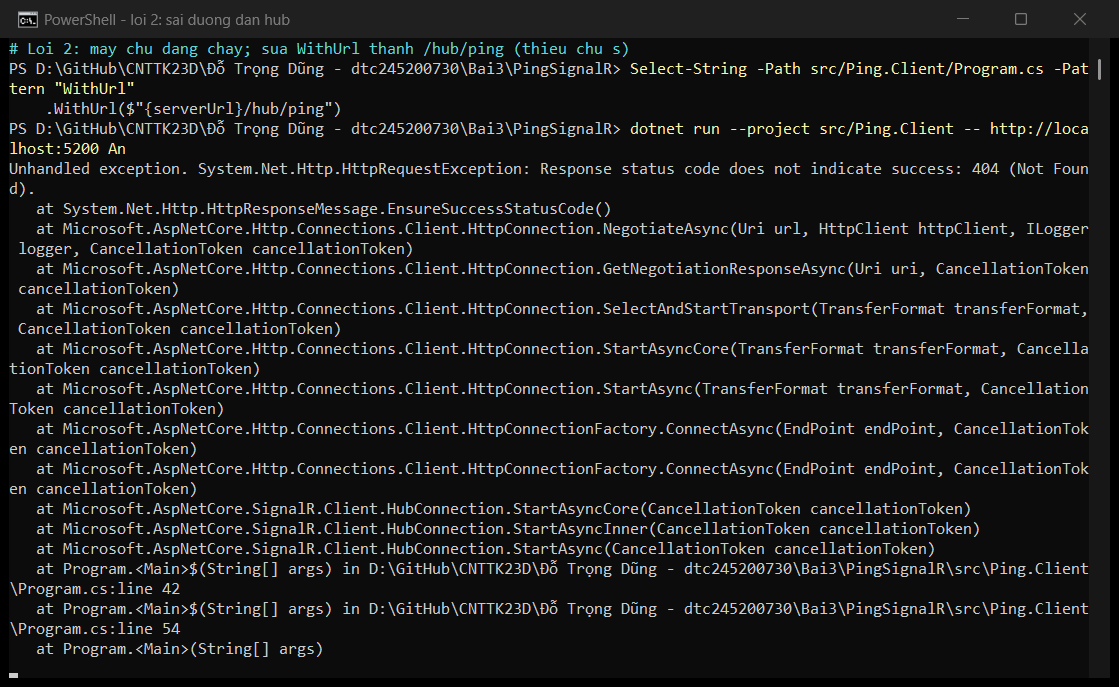 PowerShell - loi 2: sai duong dan hub
# Loi 2: may chu dang chay; sua WithUrl thanh /hub/ping (thieu chu s)
PS D:\GitHub\CNTTK23D\Đỗ Trọng Dũng - dtc245200730\Bai3\PingSignalR> Select-String -Path src/Ping.Client/Program.cs -Pat
tern "WithUrl"
    .WithUrl($"{serverUrl}/hub/ping")
PS D:\GitHub\CNTTK23D\Đỗ Trọng Dũng - dtc245200730\Bai3\PingSignalR> dotnet run --project src/Ping.Client -- http://loca
lhost:5200 An
Unhandled exception. System.Net.Http.HttpRequestException: Response status code does not indicate success: 404 (Not Foun
d).
   at System.Net.Http.HttpResponseMessage.EnsureSuccessStatusCode()
   at Microsoft.AspNetCore.Http.Connections.Client.HttpConnection.NegotiateAsync(Uri url, HttpClient httpClient, ILogger
 logger, CancellationToken cancellationToken)
   at Microsoft.AspNetCore.Http.Connections.Client.HttpConnection.GetNegotiationResponseAsync(Uri uri, CancellationToken
 cancellationToken)
   at Microsoft.AspNetCore.Http.Connections.Client.HttpConnection.SelectAndStartTransport(TransferFormat transferFormat,
 CancellationToken cancellationToken)
   at Microsoft.AspNetCore.Http.Connections.Client.HttpConnection.StartAsyncCore(TransferFormat transferFormat, Cancella
tionToken cancellationToken)
   at Microsoft.AspNetCore.Http.Connections.Client.HttpConnection.StartAsync(TransferFormat transferFormat, Cancellation
Token cancellationToken)
   at Microsoft.AspNetCore.Http.Connections.Client.HttpConnectionFactory.ConnectAsync(EndPoint endPoint, CancellationTok
en cancellationToken)
   at Microsoft.AspNetCore.Http.Connections.Client.HttpConnectionFactory.ConnectAsync(EndPoint endPoint, CancellationTok
en cancellationToken)
   at Microsoft.AspNetCore.SignalR.Client.HubConnection.StartAsyncCore(CancellationToken cancellationToken)
   at Microsoft.AspNetCore.SignalR.Client.HubConnection.StartAsyncInner(CancellationToken cancellationToken)
   at Microsoft.AspNetCore.SignalR.Client.HubConnection.StartAsync(CancellationToken cancellationToken)
   at Program.<Main>$(String[] args) in D:\GitHub\CNTTK23D\Đỗ Trọng Dũng - dtc245200730\Bai3\PingSignalR\src\Ping.Client
\Program.cs:line 42
   at Program.<Main>$(String[] args) in D:\GitHub\CNTTK23D\Đỗ Trọng Dũng - dtc245200730\Bai3\PingSignalR\src\Ping.Client
\Program.cs:line 54
   at Program.<Main>(String[] args)